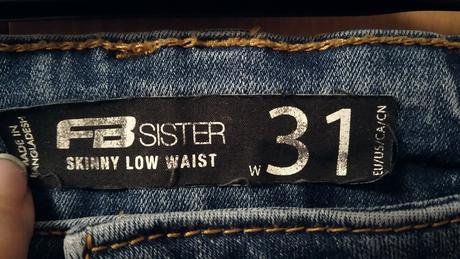 MADE IN
BANGLADESH
FB SISTER
SKINNY LOW WAIST
W 31
EU/US/CA/CN